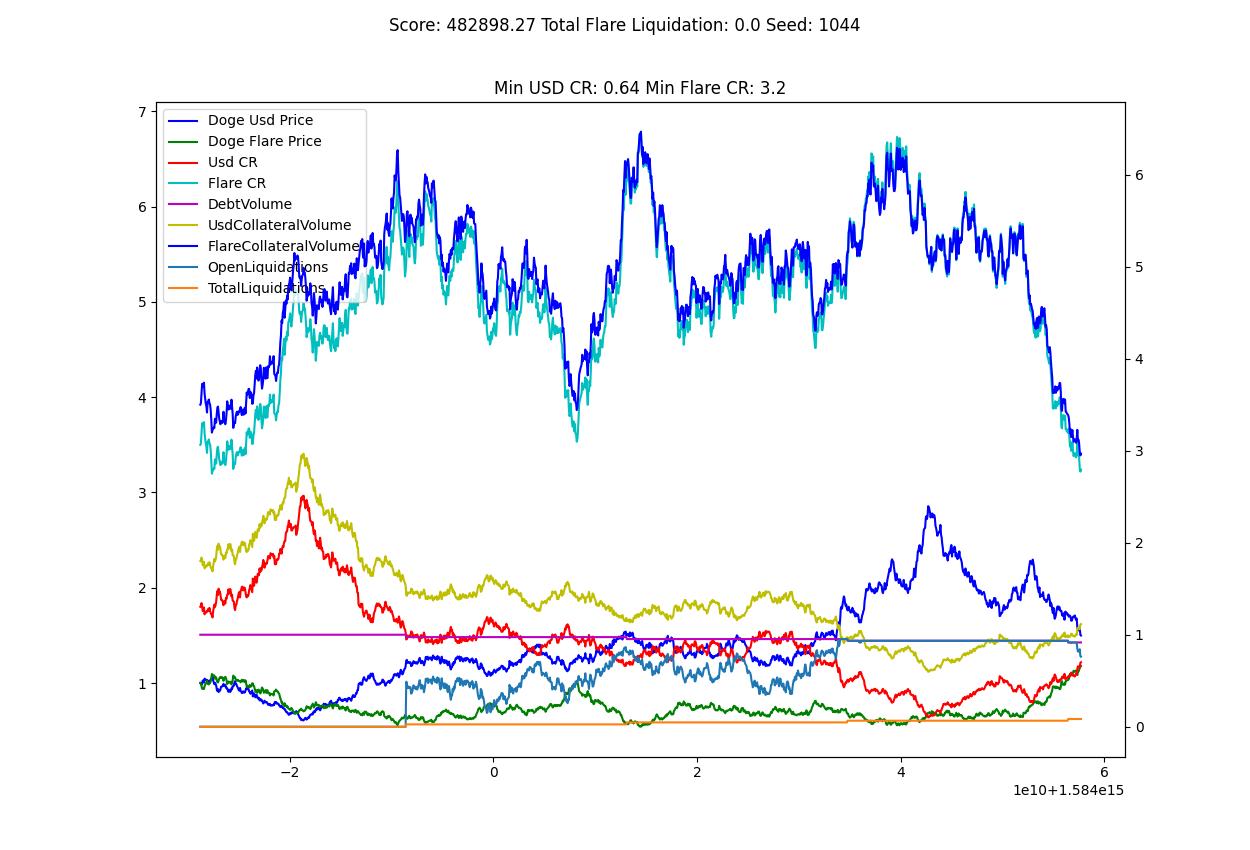 Score: 482898.27 Total Flare Liquidation: 0.0 Seed: 1044
Min USD CR: 0.64 Min Flare CR: 3.2
Doge Usd Price
Doge Flare Price
Usd CR
Flare CR
DebtVolume
UsdCollateralVolume
FlareCollateralVolume
OpenLiquidations
TotalLiquidations
7
6
5
4
3
2
1
6
5
4
3
2
1
0
−2
0
2
4
6
1e10+1.584e15